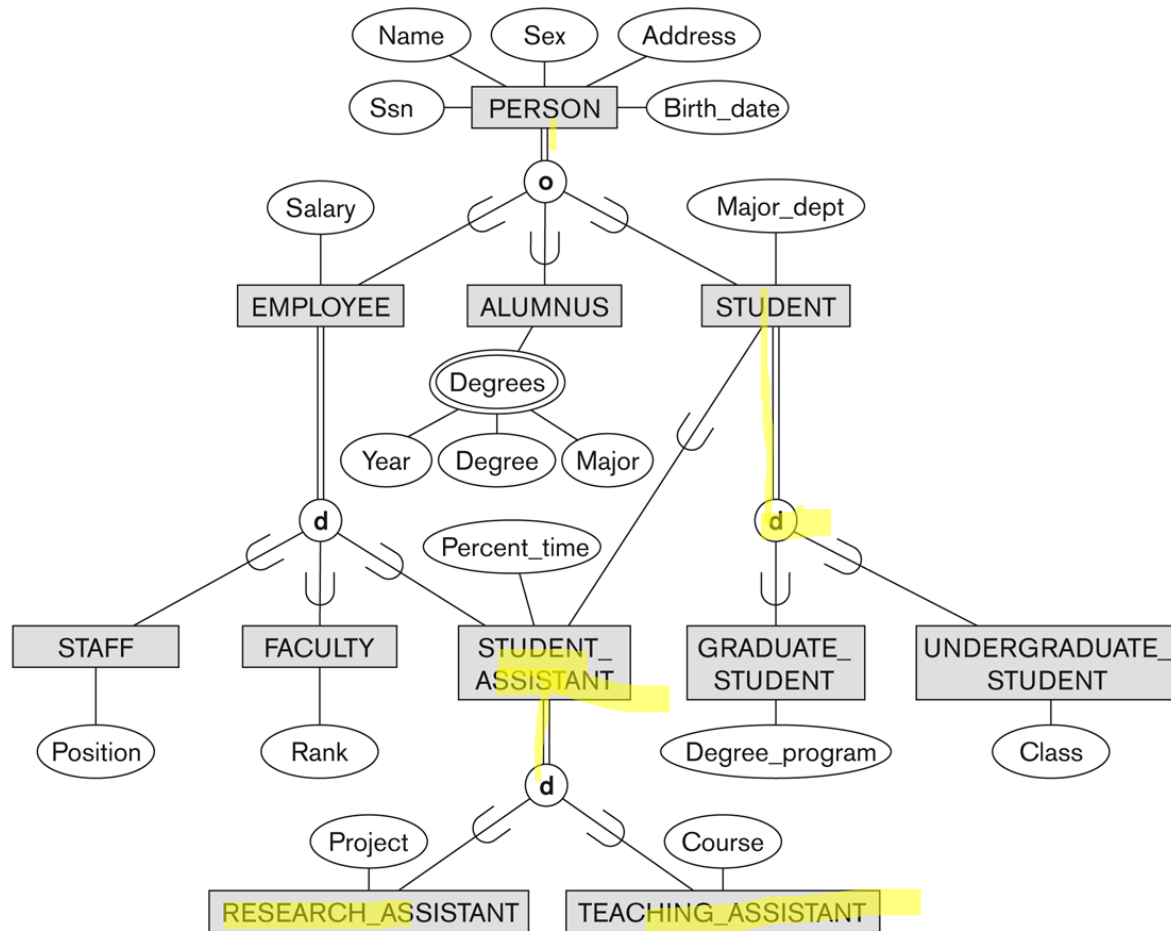 Name
Sex
Address
Ssn
PERSON
Birth_date
o
Salary
Major_dept
EMPLOYEE
ALUMNUS
STUDENT
Degrees
Year
Degree
Major
d
d
Percent_time
STAFF
FACULTY
STUDENT_
ASSISTANT
GRADUATE_
STUDENT
UNDERGRADUATE_
STUDENT
Position
Rank
Degree_program
Class
d
Project
Course
RESEARCH_ASSISTANT
TEACHING_ASSISTANT